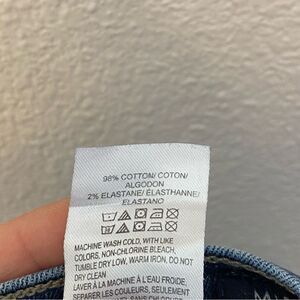 98% COTTON/ COTON/
ALGODON
2% ELASTANE/ ÉLASTHANNE/
ELASTANO
MACHINE WASH COLD, WITH LIKE
COLORS, NON-CHLORINE BLEACH,
TUMBLE DRY LOW, WARM IRON, DO NOT
DRY CLEAN
LAVER À LA MACHINE À L'EAU FROIDE,
SÉPARER LES COULEURS, SEULEMENT